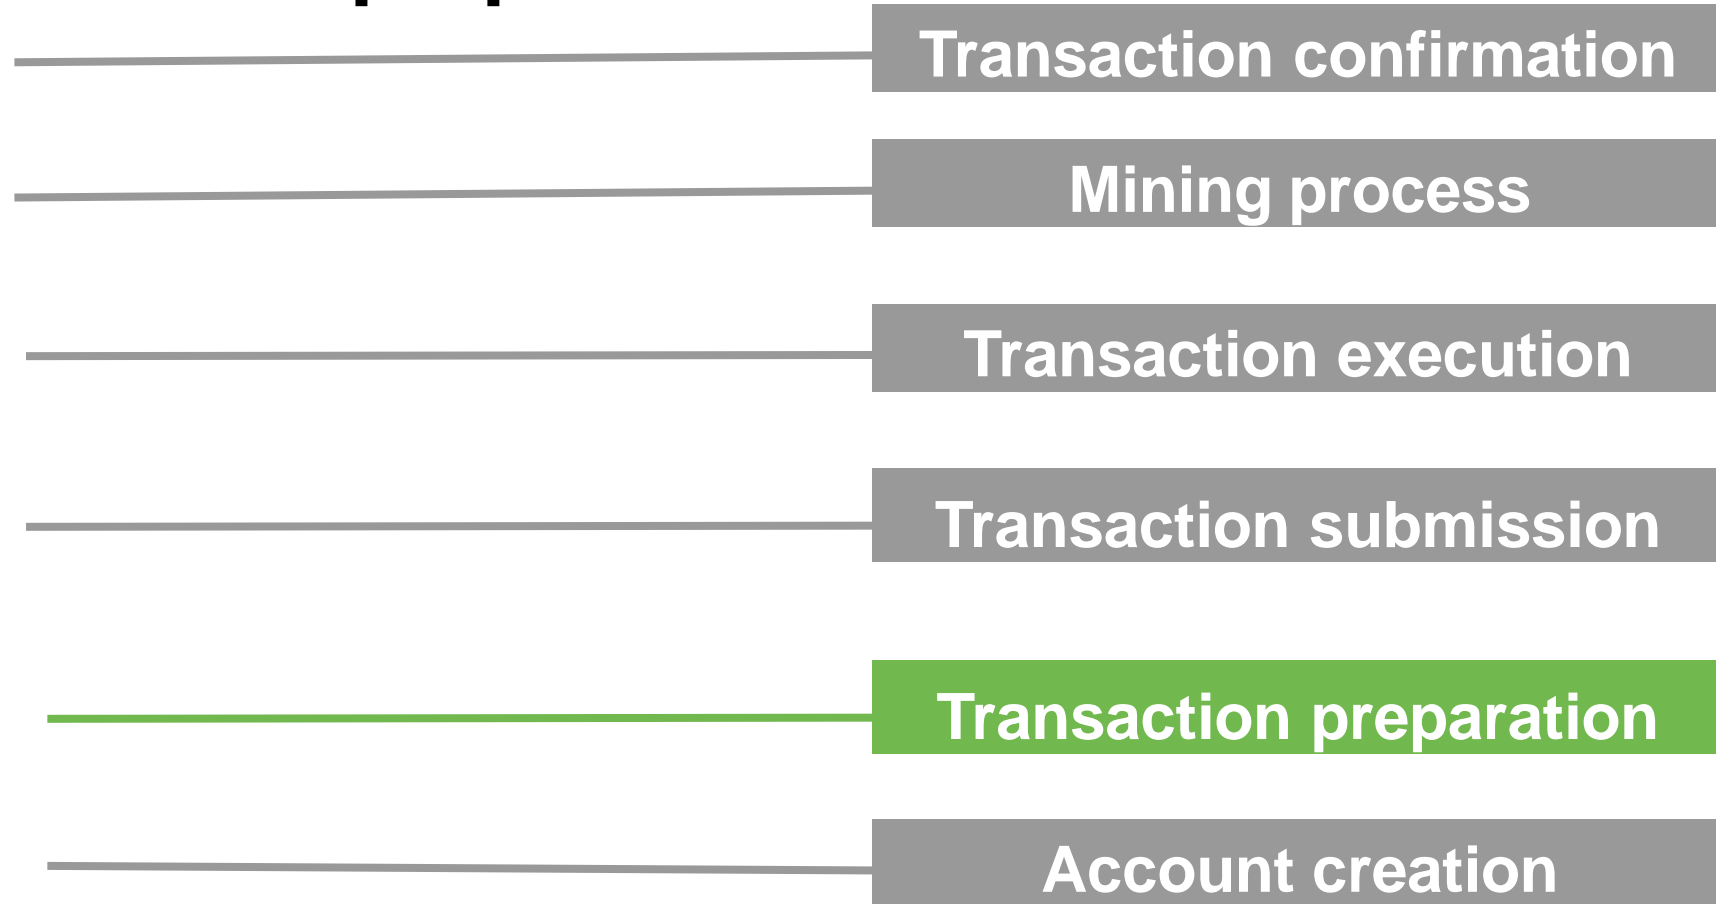 Transaction confirmation
Mining process
Transaction execution
Transaction submission
Transaction preparation
Account creation